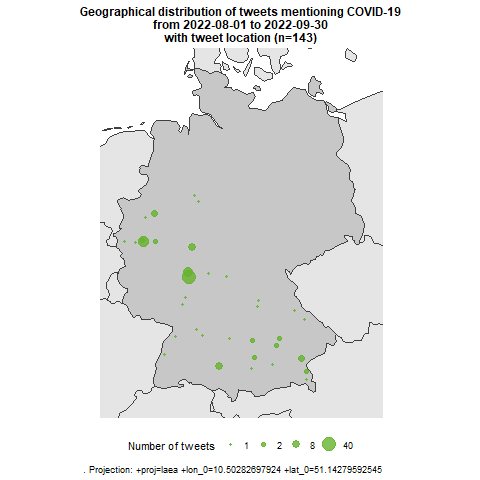 Geographical distribution of tweets mentioning COVID-19
from 2022-08-01 to 2022-09-30
with tweet location (n=143)
Number of tweets 1 2 8 40
. Projection: +proj=laea +lon_0=10.50282697924 +lat_0=51.14279592545